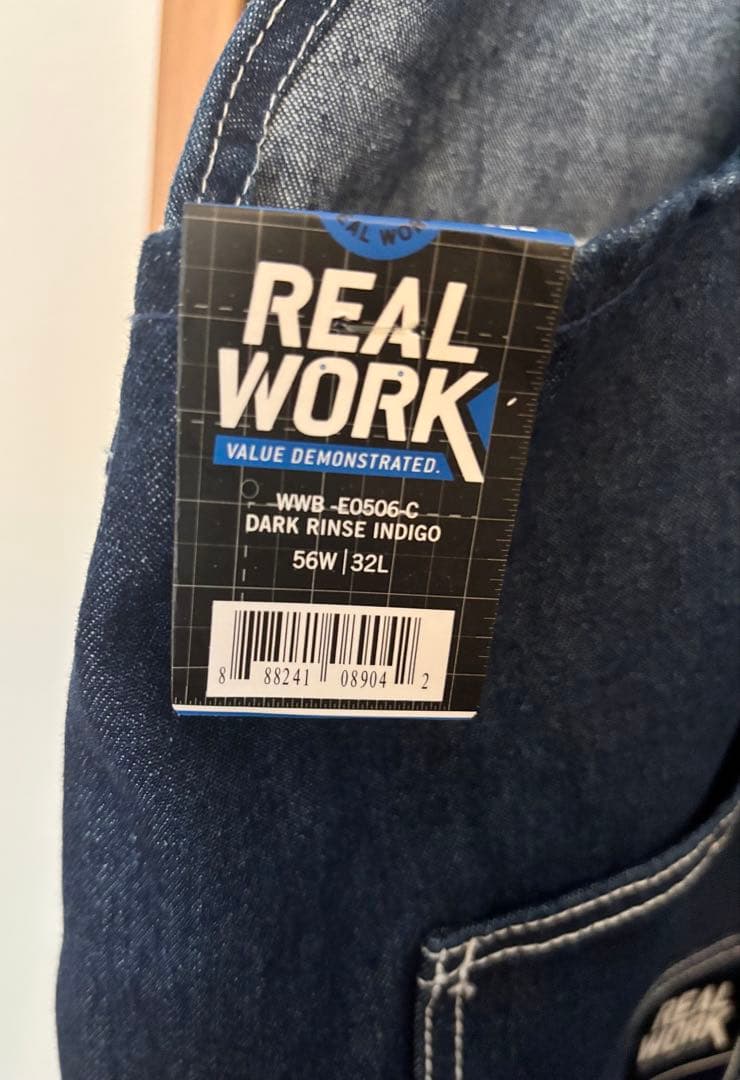 REAL
WORK
VALUE DEMONSTRATED.
WWB -E0506-C
DARK RINSE INDIGO
56W | 32L
8 88241 08904 2
REAL
WORK